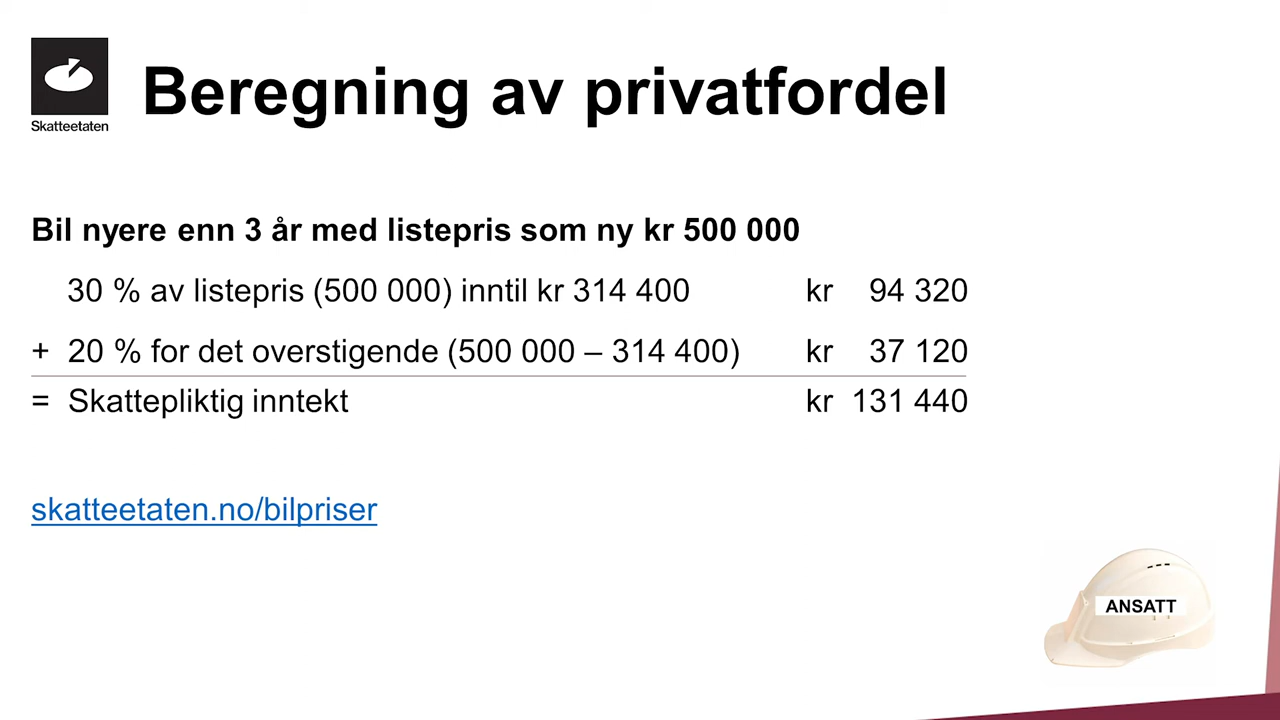 Skatteetaten
Beregning av privatfordel
Bil nyere enn 3 år med listepris som ny kr 500 000
30 % av listepris (500 000) inntil kr 314 400 kr 94 320
+ 20 % for det overstigende (500 000 – 314 400) kr 37 120
= Skattepliktig inntekt kr 131 440
skatteetaten.no/bilpriser
ANSATT